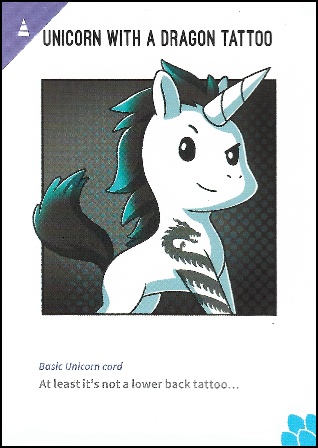 UNICORN WITH A DRAGON TATTOO
Basic Unicorn card
At least it's not a lower back tattoo...